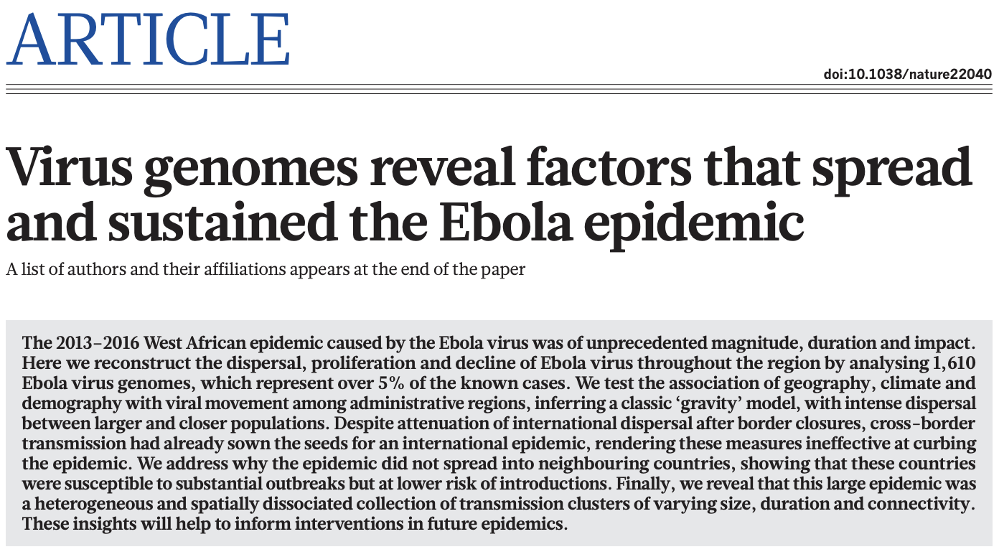 ARTICLE
doi:10.1038/nature22040
Virus genomes reveal factors that spread
and sustained the Ebola epidemic
A list of authors and their affiliations appears at the end of the paper
The 2013–2016 West African epidemic caused by the Ebola virus was of unprecedented magnitude, duration and impact.
Here we reconstruct the dispersal, proliferation and decline of Ebola virus throughout the region by analysing 1,610
Ebola virus genomes, which represent over 5% of the known cases. We test the association of geography, climate and
demography with viral movement among administrative regions, inferring a classic ‘gravity’ model, with intense dispersal
between larger and closer populations. Despite attenuation of international dispersal after border closures, cross-border
transmission had already sown the seeds for an international epidemic, rendering these measures ineffective at curbing
the epidemic. We address why the epidemic did not spread into neighbouring countries, showing that these countries
were susceptible to substantial outbreaks but at lower risk of introductions. Finally, we reveal that this large epidemic was
a heterogeneous and spatially dissociated collection of transmission clusters of varying size, duration and connectivity.
These insights will help to inform interventions in future epidemics.